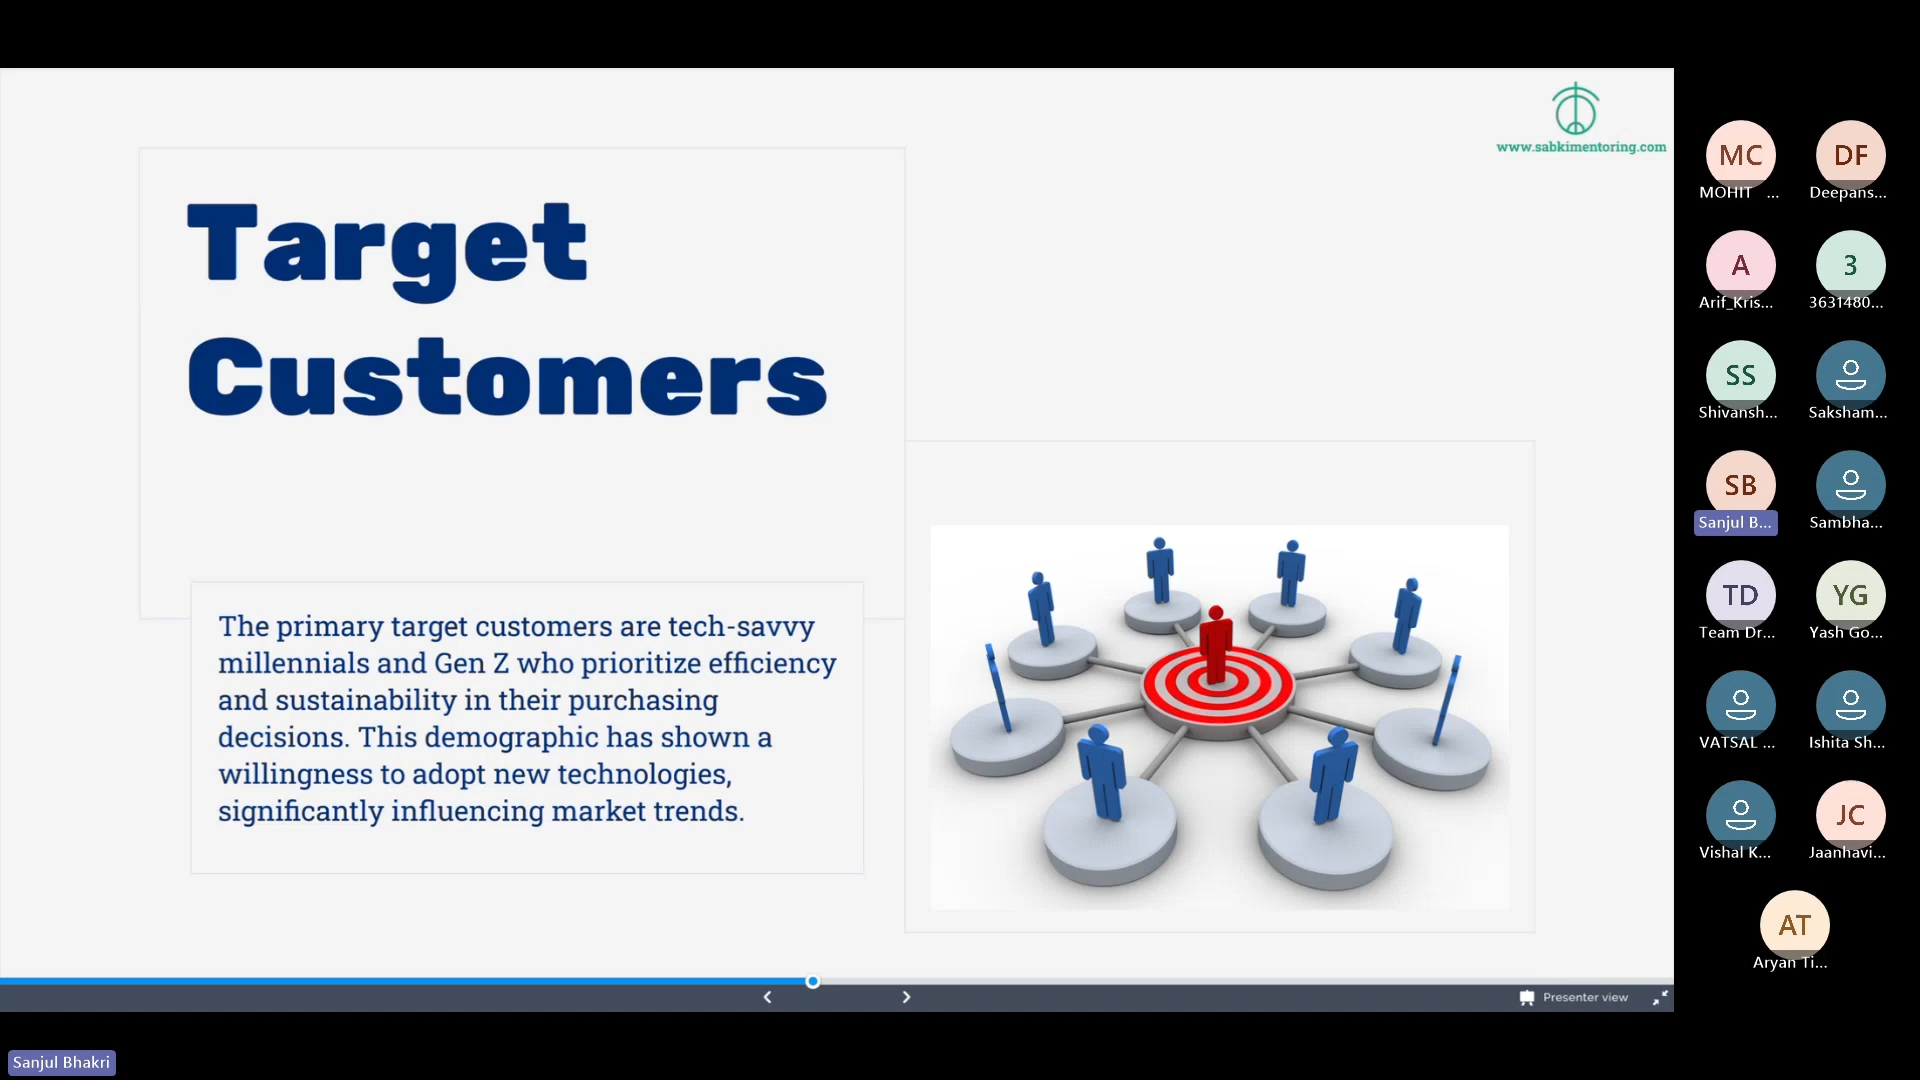 www.sabkimentoring.com
Target
Customers
The primary target customers are tech-savvy
millennials and Gen Z who prioritize efficiency
and sustainability in their purchasing
decisions. This demographic has shown a
willingness to adopt new technologies,
significantly influencing market trends.
Presenter view
Sanjul Bhakri
MC
MOHIT ...
DF
Deepans...
A
Arif_Kris...
3
3631480...
SS
Shivansh...
Saksham...
SB
Sanjul B...
Sambha...
TD
Team Dr...
YG
Yash Go...
VATSAL ...
Ishita Sh...
Vishal K...
JC
Jaanhavi...
AT
Aryan Ti...